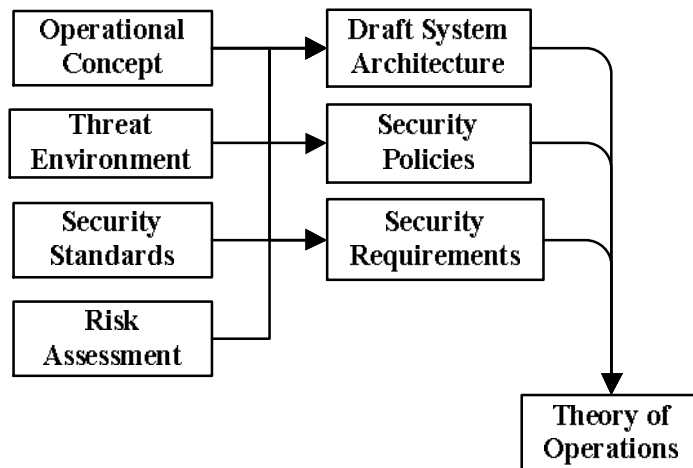 Operational
Concept
Draft System
Architecture
Threat
Environment
Security
Policies
Security
Standards
Security
Requirements
Risk
Assessment
Theory of
Operations